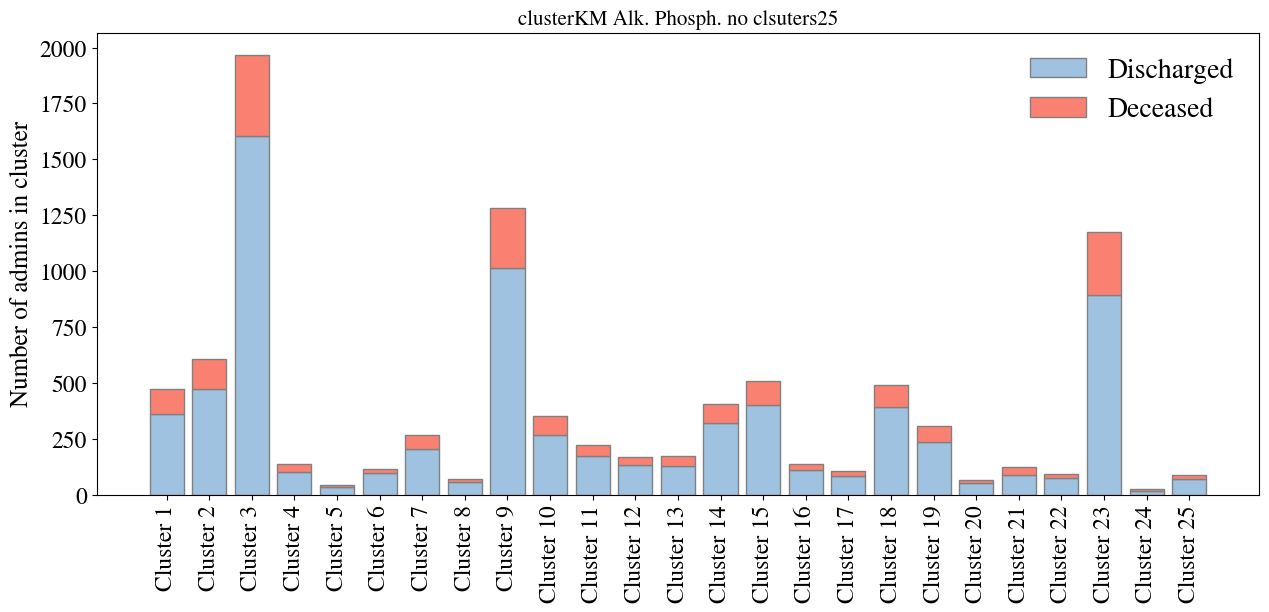 clusterKM Alk. Phosph. no clsuters25
Number of admins in cluster
2000
1750
1500
1250
1000
750
500
250
0
Discharged
Deceased
Cluster 1
Cluster 2
Cluster 3
Cluster 4
Cluster 5
Cluster 6
Cluster 7
Cluster 8
Cluster 9
Cluster 10
Cluster 11
Cluster 12
Cluster 13
Cluster 14
Cluster 15
Cluster 16
Cluster 17
Cluster 18
Cluster 19
Cluster 20
Cluster 21
Cluster 22
Cluster 23
Cluster 24
Cluster 25